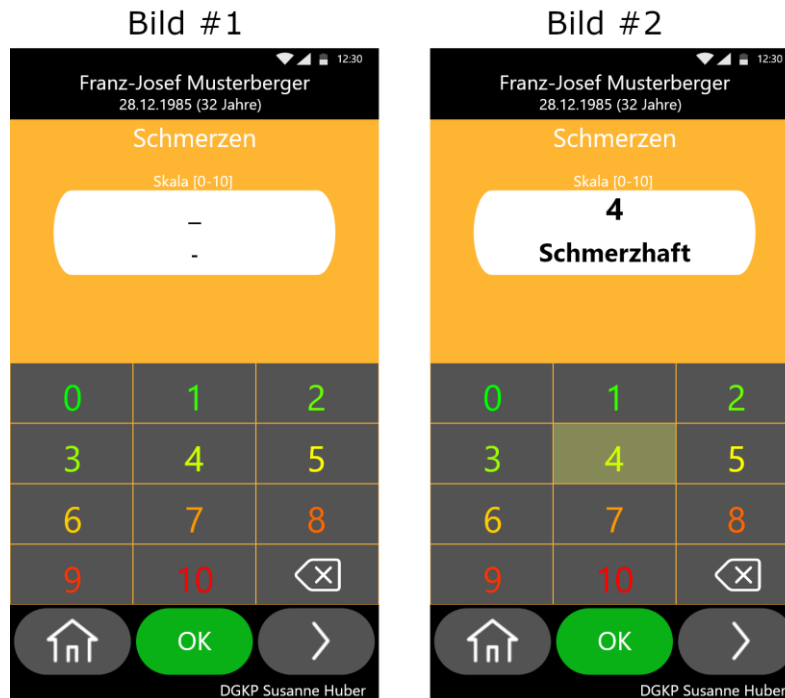 Bild #1
12:30
Franz-Josef Musterberger
28.12.1985 (32 Jahre)
Schmerzen
Skala [0-10]
_
-
0 1 2
3 4 5
6 7 8
9 10
OK
DGKP Susanne Huber
Bild #2
12:30
Franz-Josef Musterberger
28.12.1985 (32 Jahre)
Schmerzen
Skala [0-10]
4
Schmerzhaft
0 1 2
3 4 5
6 7 8
9 10
OK
DGKP Susanne Huber